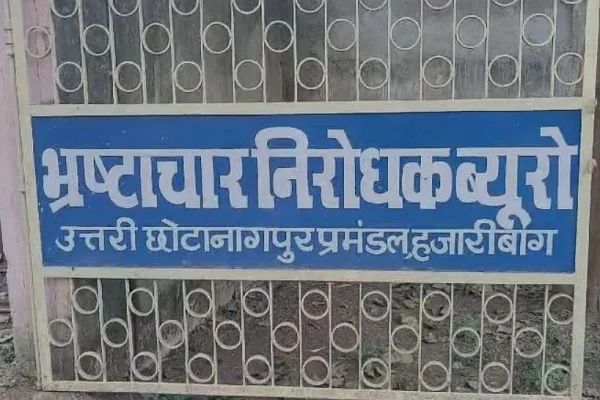 भ्रष्टाचार निरोधक ब्यूरो
उत्तरी छोटानागपुर प्रमंडल, हजारीबाग